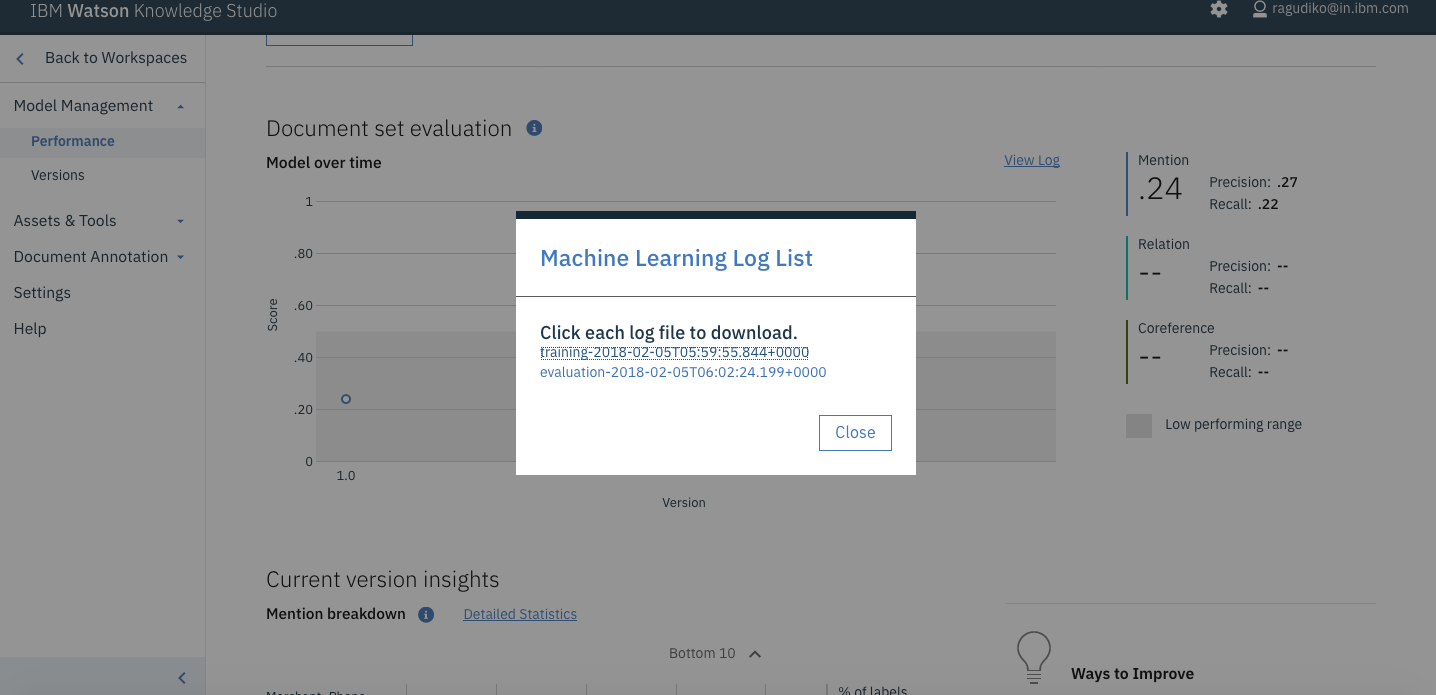 IBM Watson Knowledge Studio
ragudiko@in.ibm.com
Back to Workspaces
Model Management
Performance
Versions
Assets & Tools
Document Annotation
Settings
Help
Document set evaluation
Model over time
View Log
Score
1
.80
.60
.40
.20
0
1.0
Version
Mention
.24
Precision: .27
Recall: .22
Relation
--
Precision: --
Recall: --
Coreference
--
Precision: --
Recall: --
Low performing range
Machine Learning Log List
Click each log file to download.
training-2018-02-05T05:59:55.844+0000
evaluation-2018-02-05T06:02:24.199+0000
Close
Current version insights
Mention breakdown
Detailed Statistics
Bottom 10
% of labels
Ways to Improve